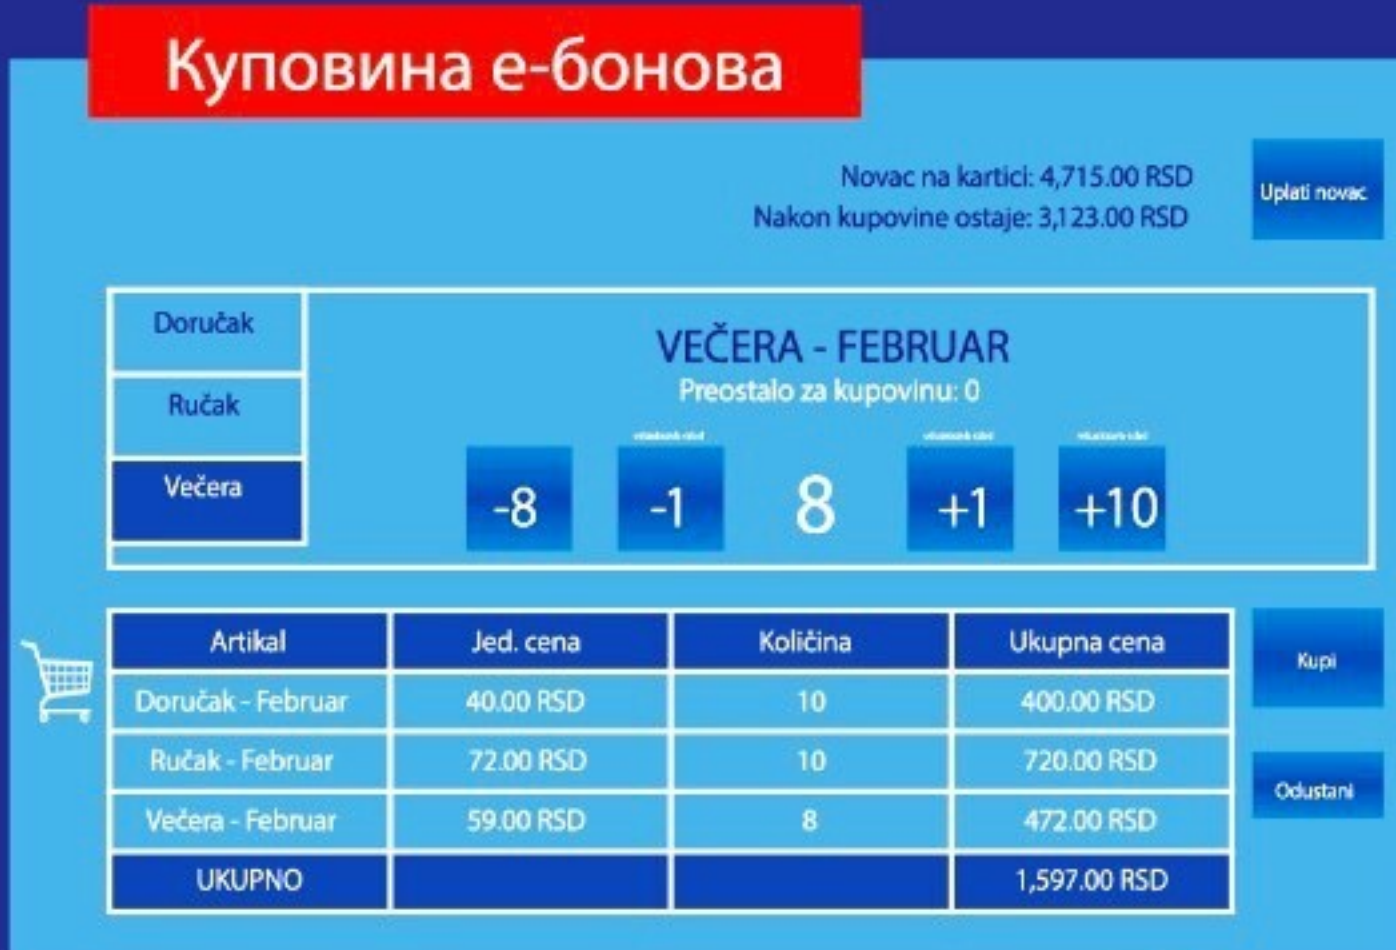 Куповина е-бонова
Novac na kartici: 4,715.00 RSD
Uplati novac
Nakon kupovine ostaje: 3,123.00 RSD
Doručak
Ručak
Večera
VEČERA - FEBRUAR
Preostalo za kupovinu: 0
-8 -1 8 +1 +10
Artikal Jed. cena Količina Ukupna cena
Doručak - Februar 40.00 RSD 10 400.00 RSD
Ručak - Februar 72.00 RSD 10 720.00 RSD
Večera - Februar 59.00 RSD 8 472.00 RSD
UKUPNO 1,597.00 RSD
Kupi
Odustani